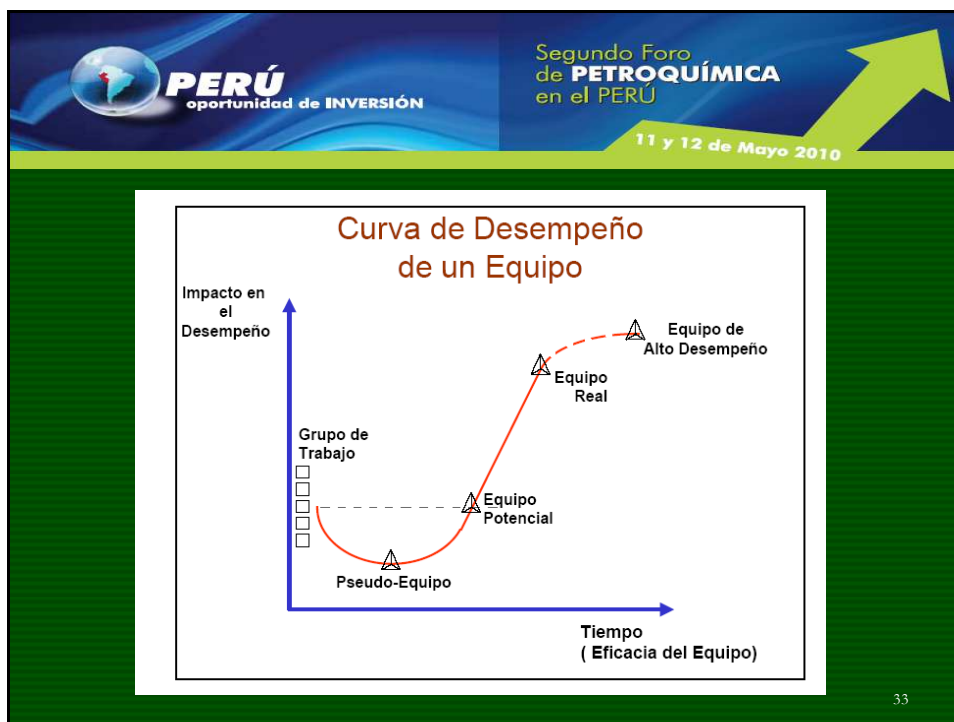 PERÚ
oportunidad de INVERSIÓN
Segundo Foro
de PETROQUÍMICA
en el PERÚ
11 y 12 de Mayo 2010
Curva de Desempeño
de un Equipo
Impacto en
el
Desempeño
Equipo de
Alto Desempeño
Equipo
Real
Grupo de
Trabajo
Equipo
Potencial
Pseudo-Equipo
Tiempo
( Eficacia del Equipo)
33